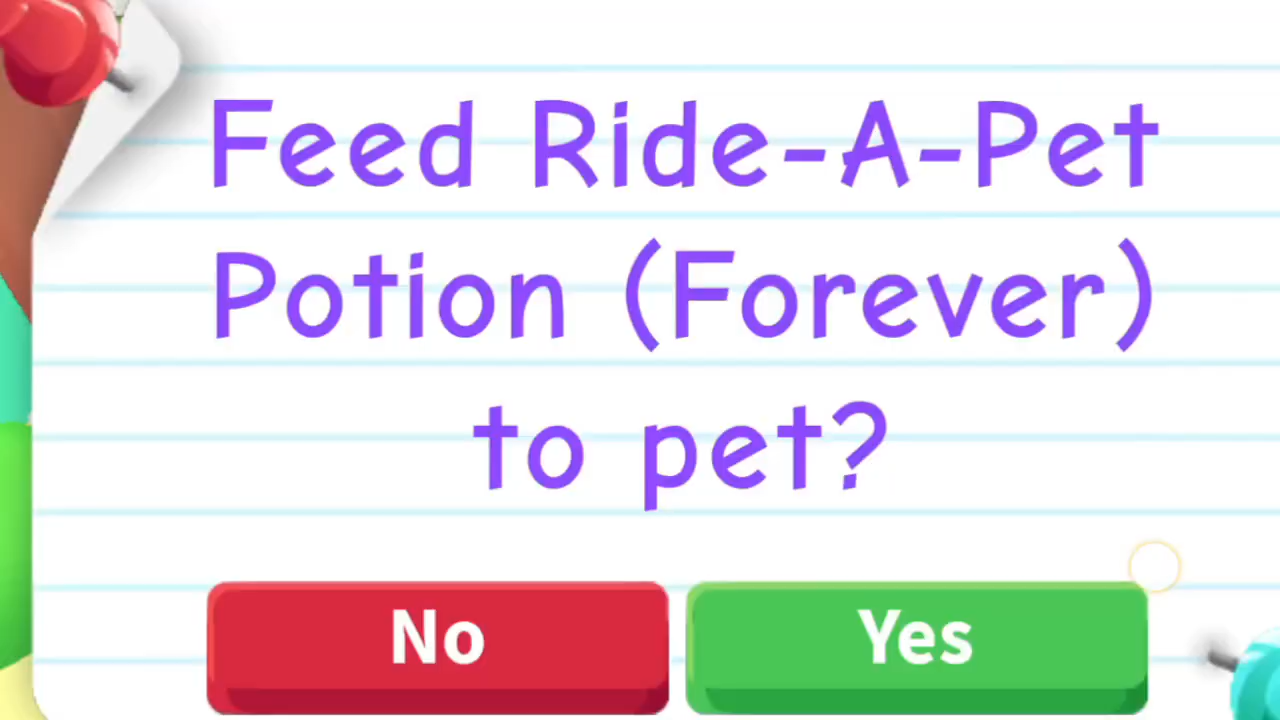 Feed Ride-A-Pet
Potion (Forever)
to pet?
No Yes